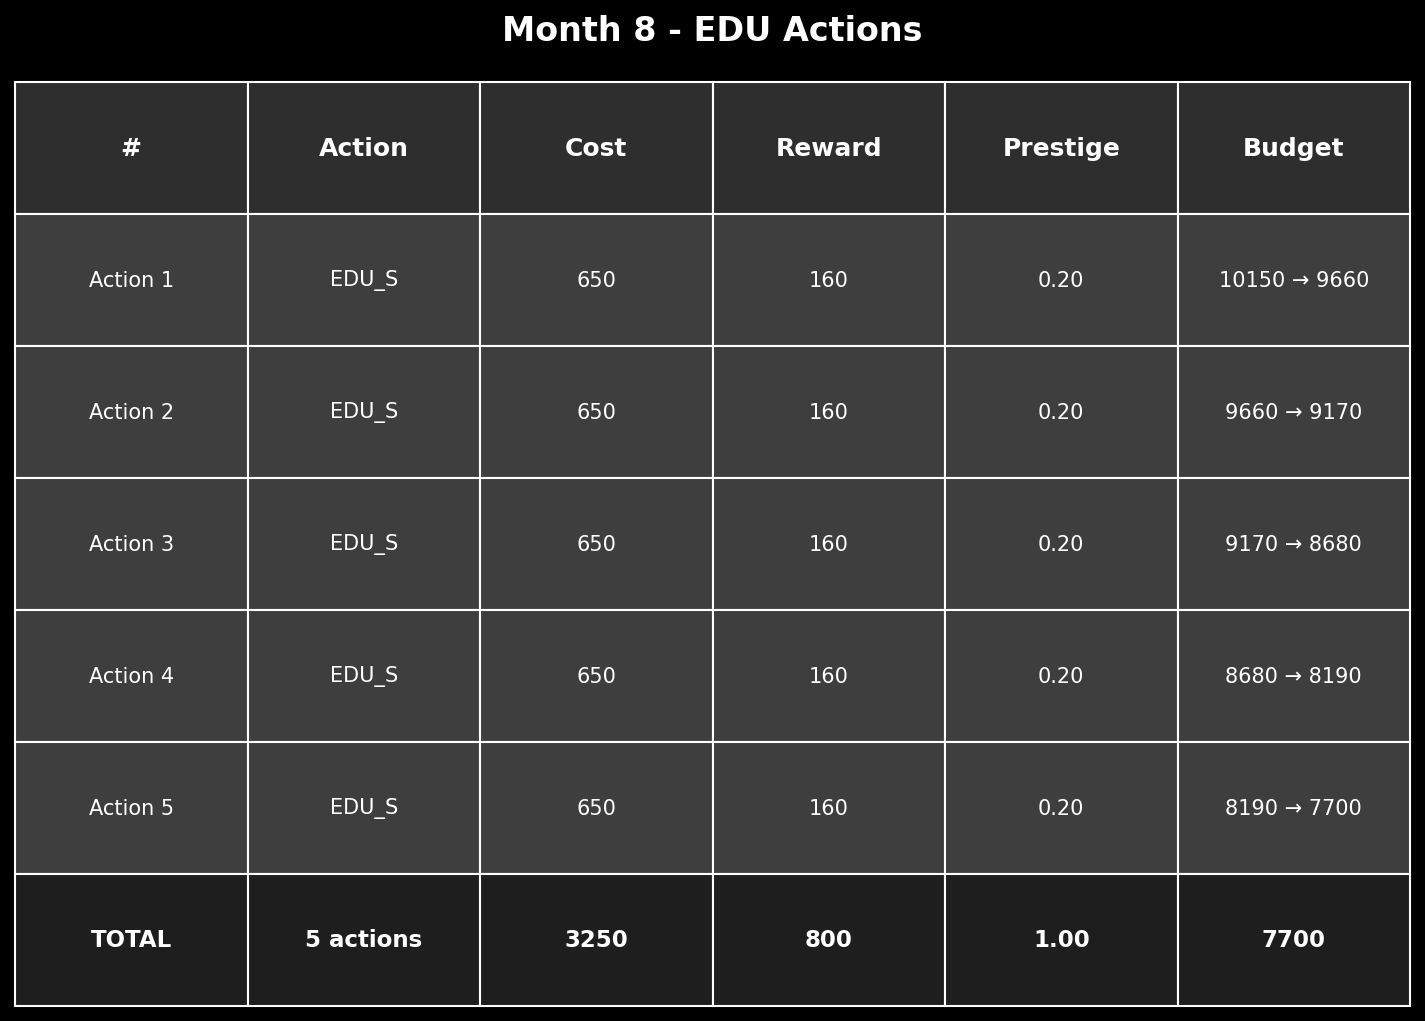 Month 8 - EDU Actions
# Action Cost Reward Prestige Budget
Action 1 EDU_S 650 160 0.20 10150 → 9660
Action 2 EDU_S 650 160 0.20 9660 → 9170
Action 3 EDU_S 650 160 0.20 9170 → 8680
Action 4 EDU_S 650 160 0.20 8680 → 8190
Action 5 EDU_S 650 160 0.20 8190 → 7700
TOTAL 5 actions 3250 800 1.00 7700